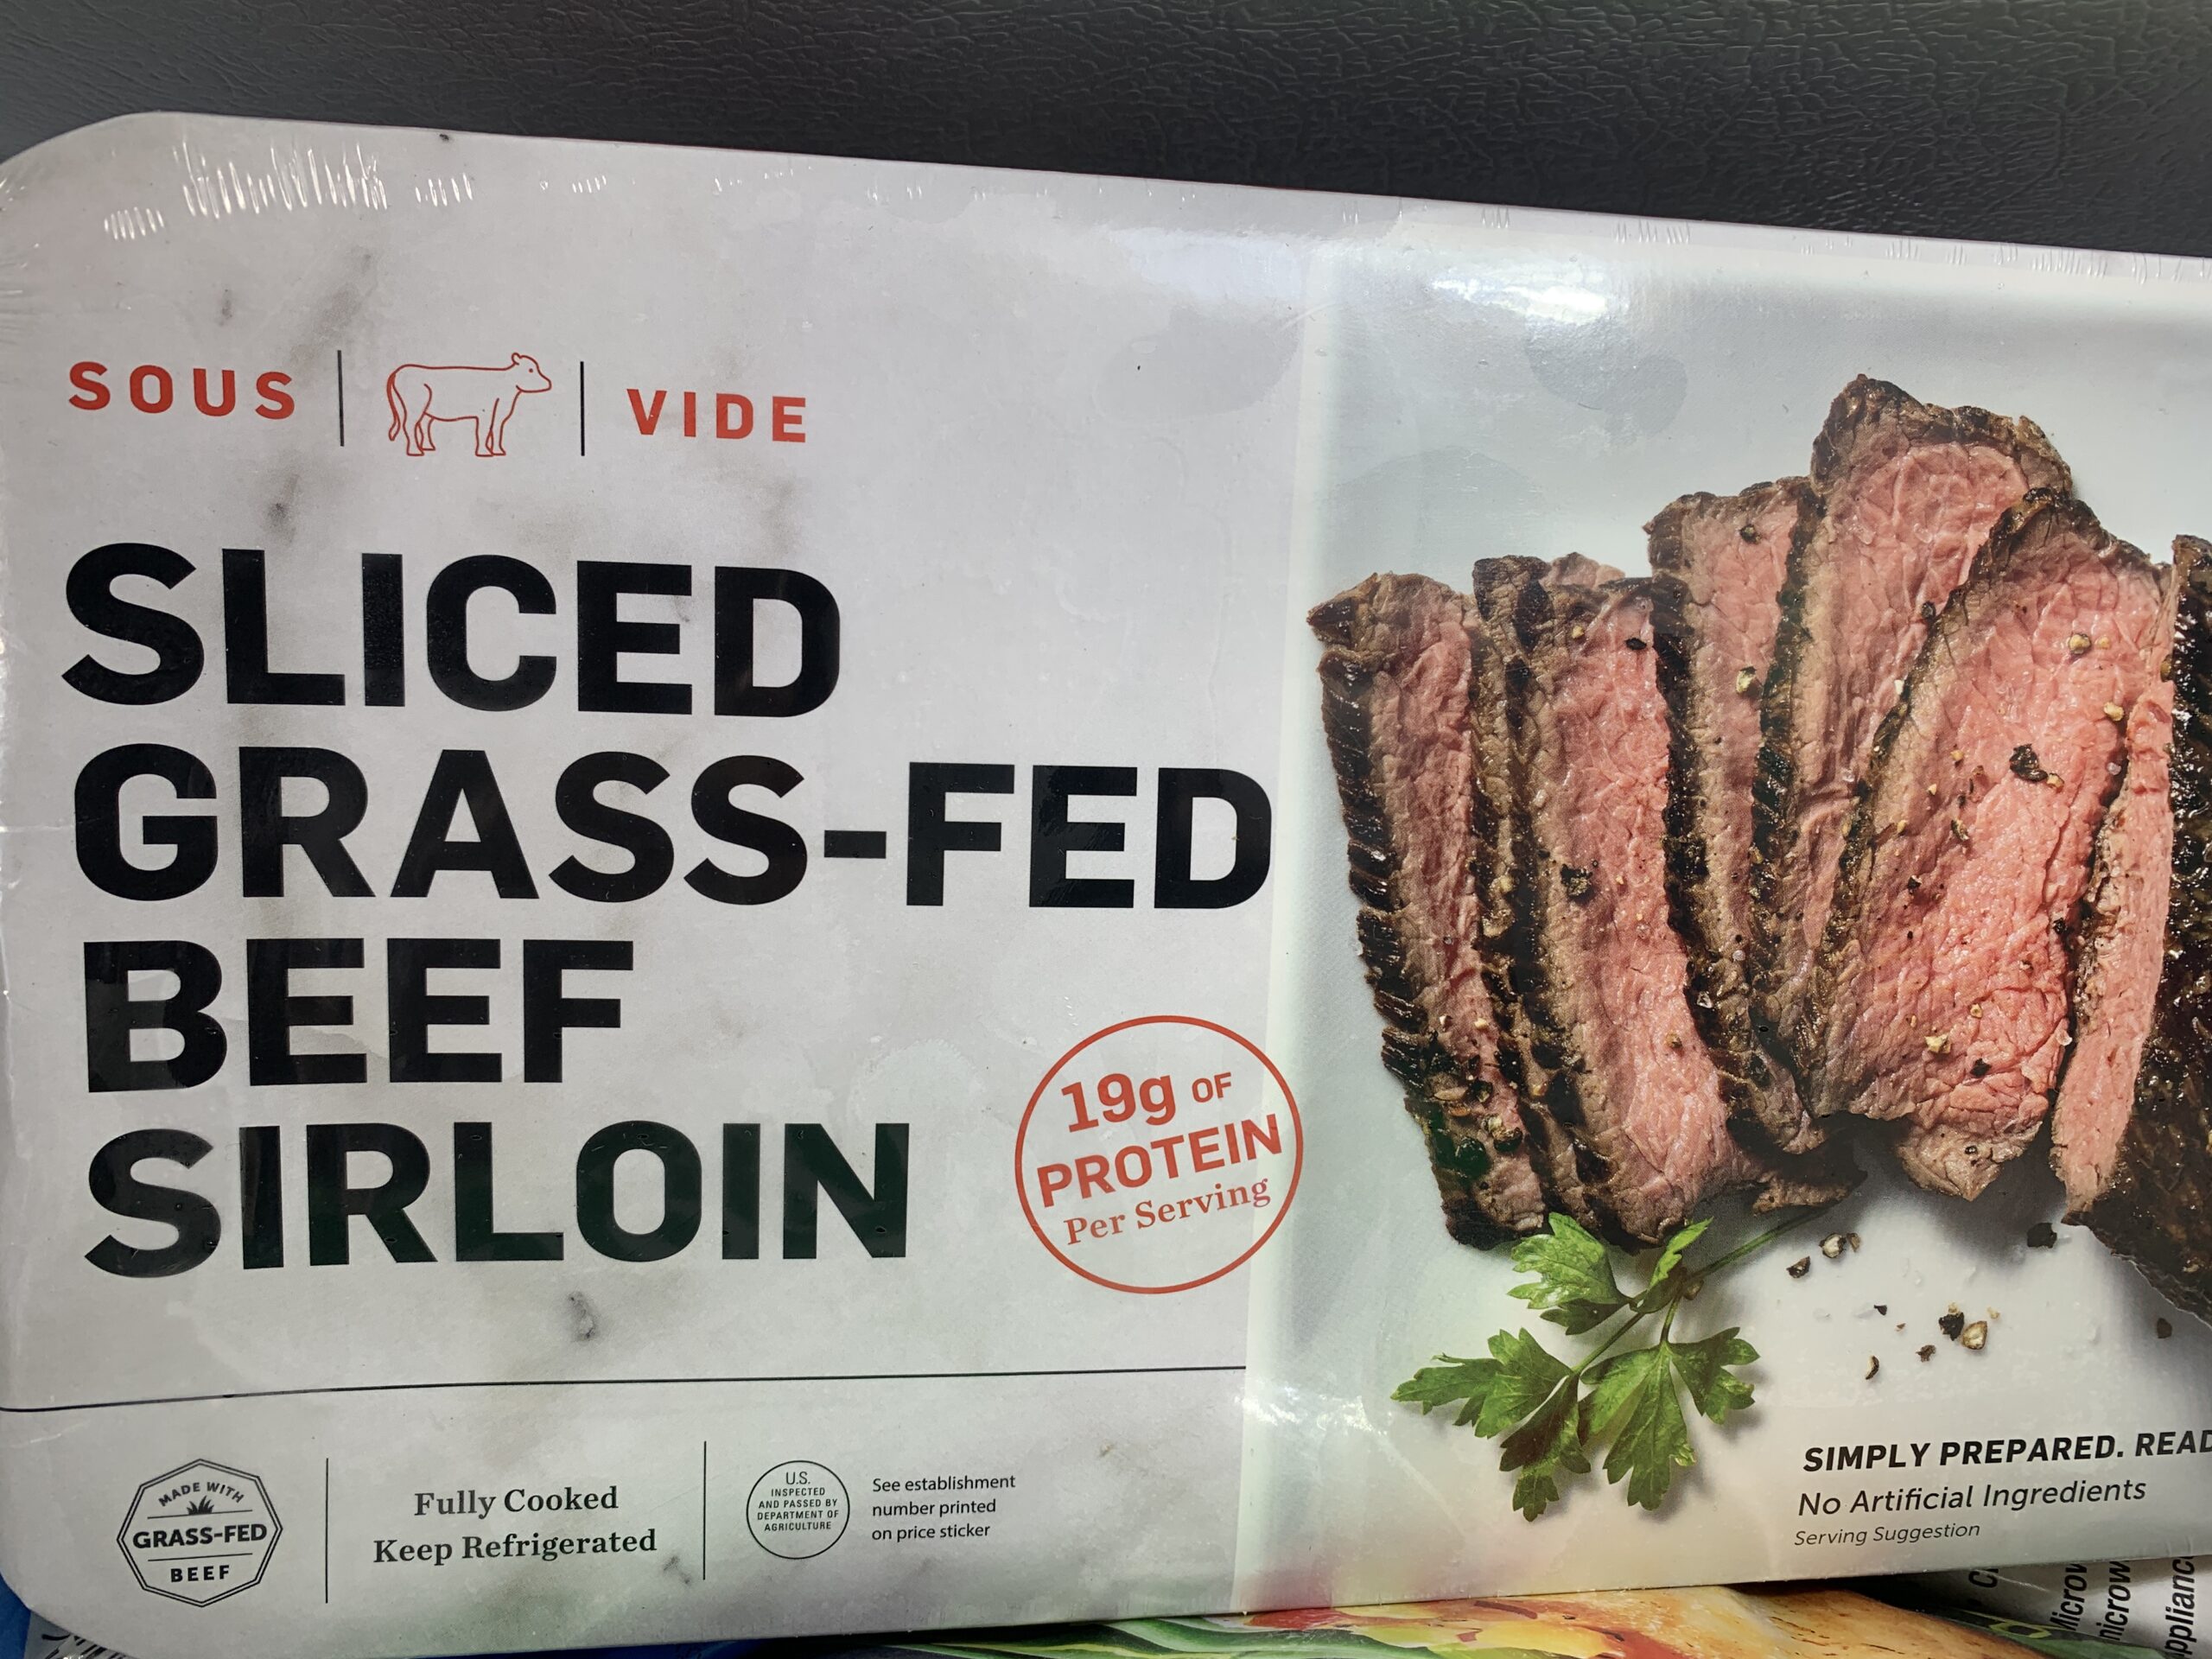 SOUS VIDE
SLICED
GRASS-FED
BEEF
SIRLOIN
19g OF
PROTEIN
Per Serving
MADE WITH
GRASS-FED
BEEF
Fully Cooked
Keep Refrigerated
U.S.
INSPECTED
AND PASSED BY
DEPARTMENT OF
AGRICULTURE
See establishment
number printed
on price sticker
SIMPLY PREPARED.
No Artificial Ingredients
Serving Suggestion